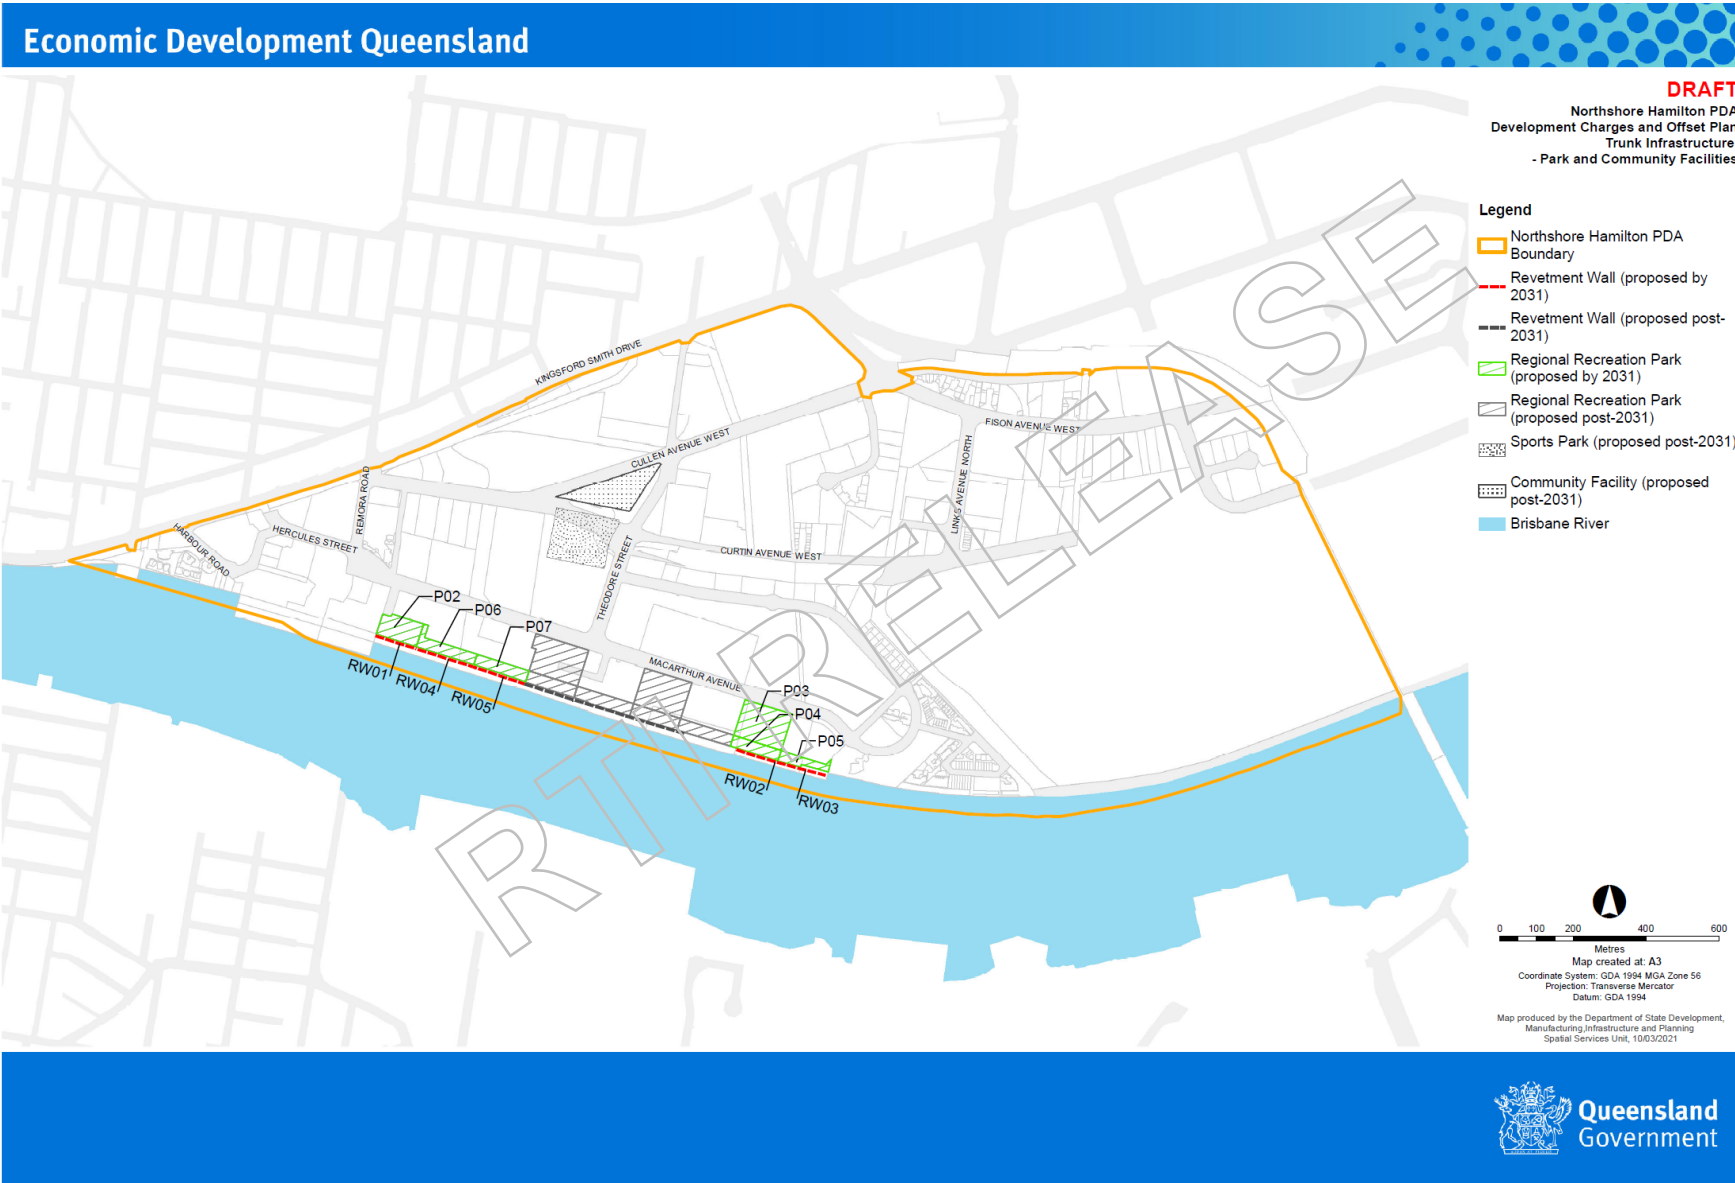 Economic Development Queensland
DRAFT
Northshore Hamilton PDA
Development Charges and Offset Plan
Trunk Infrastructure
- Park and Community Facilities
Legend
Northshore Hamilton PDA
Boundary
Revetment Wall (proposed by
2031)
Revetment Wall (proposed post-
2031)
Regional Recreation Park
(proposed by 2031)
Regional Recreation Park
(proposed post-2031)
Sports Park (proposed post-2031)
Community Facility (proposed
post-2031)
Brisbane River
KINGSFORD SMITH DRIVE
CULLEN AVENUE WEST
FISON AVENUE WEST
LINKS AVENUE NORTH
REMORA ROAD
HARBOUR ROAD
HERCULES STREET
CURTIN AVENUE WEST
THEODORE STREET
MACARTHUR AVENUE
P02
P06
P07
P03
P04
P05
RW01
RW04
RW05
RW02
RW03
RTI RELEASE
0 100 200 400 600
Metres
Map created at: A3
Coordinate System: GDA 1994 MGA Zone 56
Projection: Transverse Mercator
Datum: GDA 1994
Map produced by the Department of State Development,
Manufacturing,Infrastructure and Planning
Spatial Services Unit, 10/03/2021
Queensland
Government